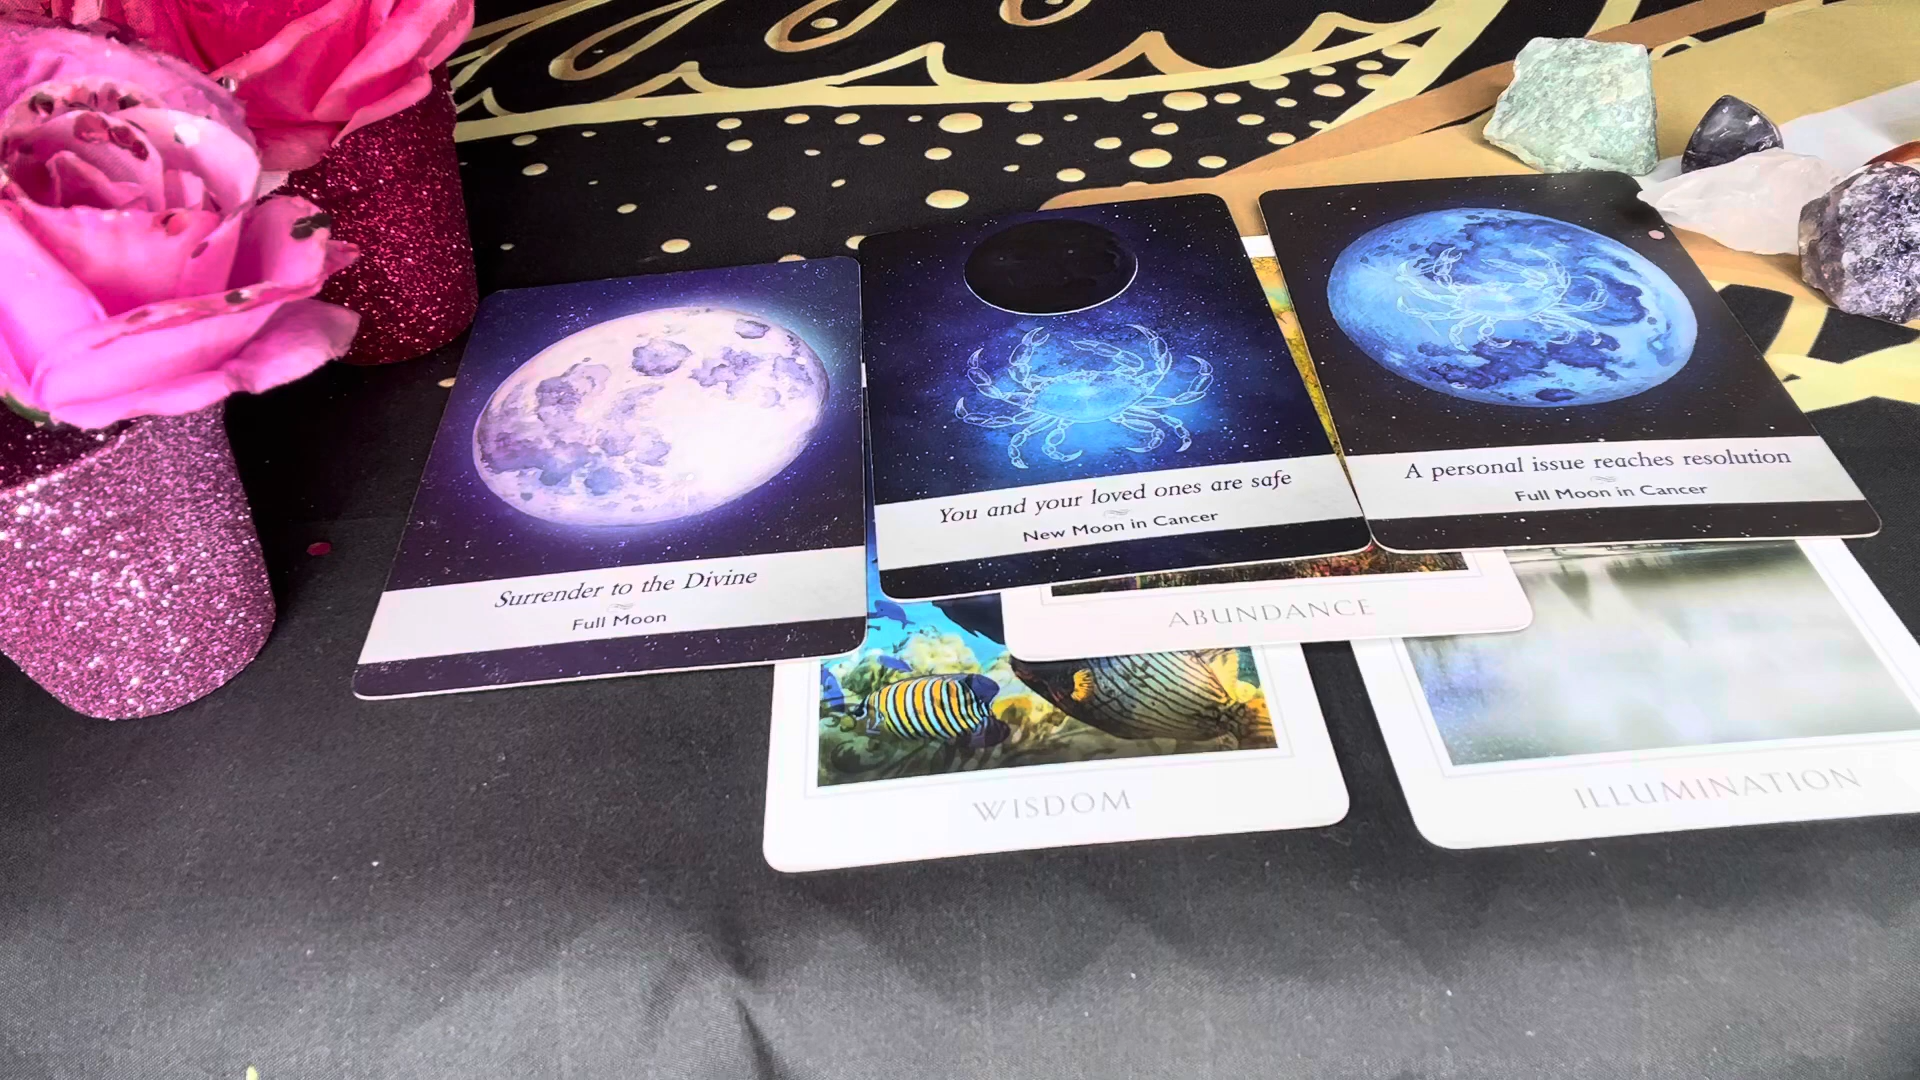 Surrender to the Divine
Full Moon
You and your loved ones are safe
New Moon in Cancer
A personal issue reaches resolution
Full Moon in Cancer
ABUNDANCE
WISDOM
ILLUMINATION